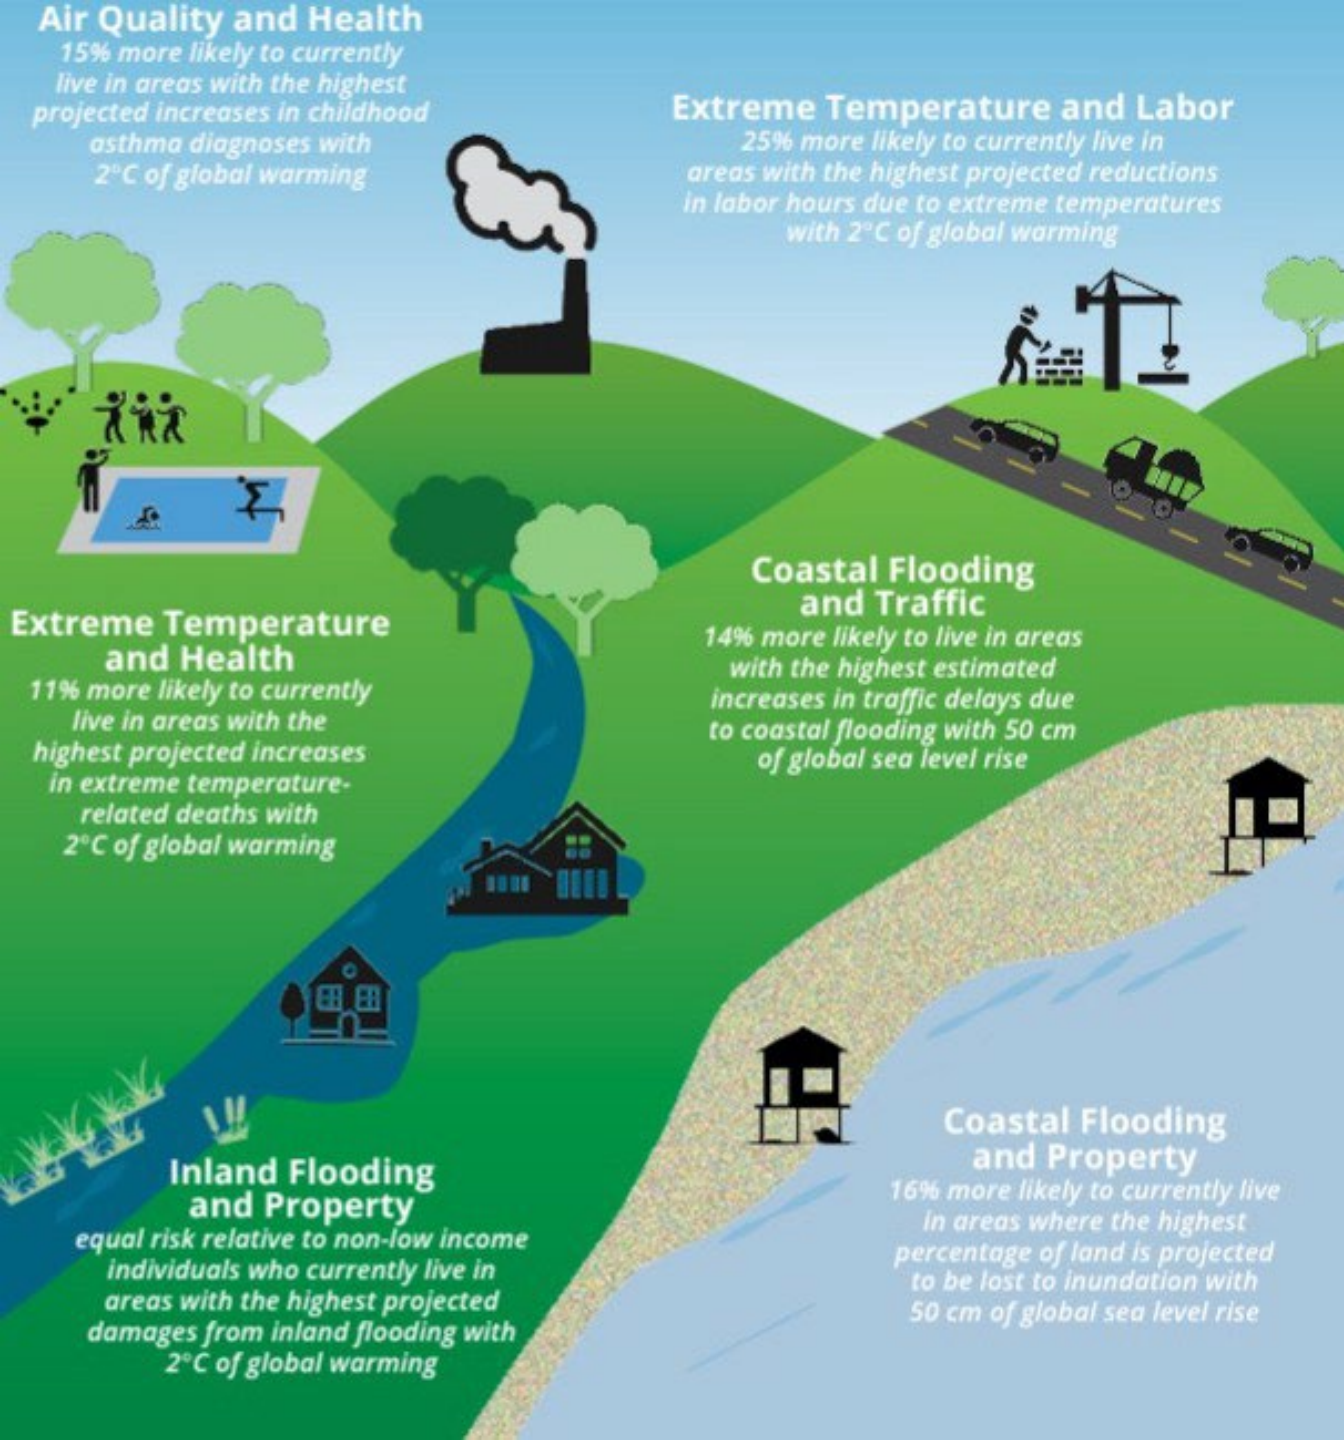 Air Quality and Health
15% more likely to currently
live in areas with the highest
projected increases in childhood
asthma diagnoses with
2°C of global warming
Extreme Temperature and Labor
25% more likely to currently live in
areas with the highest projected reductions
in labor hours due to extreme temperatures
with 2°C of global warming
Extreme Temperature
and Health
11% more likely to currently
live in areas with the
highest projected increases
in extreme temperature-
related deaths with
2°C of global warming
Coastal Flooding
and Traffic
14% more likely to live in areas
with the highest estimated
increases in traffic delays due
to coastal flooding with 50 cm
of global sea level rise
Inland Flooding
and Property
equal risk relative to non-low income
individuals who currently live in
areas with the highest projected
damages from inland flooding with
2°C of global warming
Coastal Flooding
and Property
16% more likely to currently live
in areas where the highest
percentage of land is projected
to be lost to inundation with
50 cm of global sea level rise